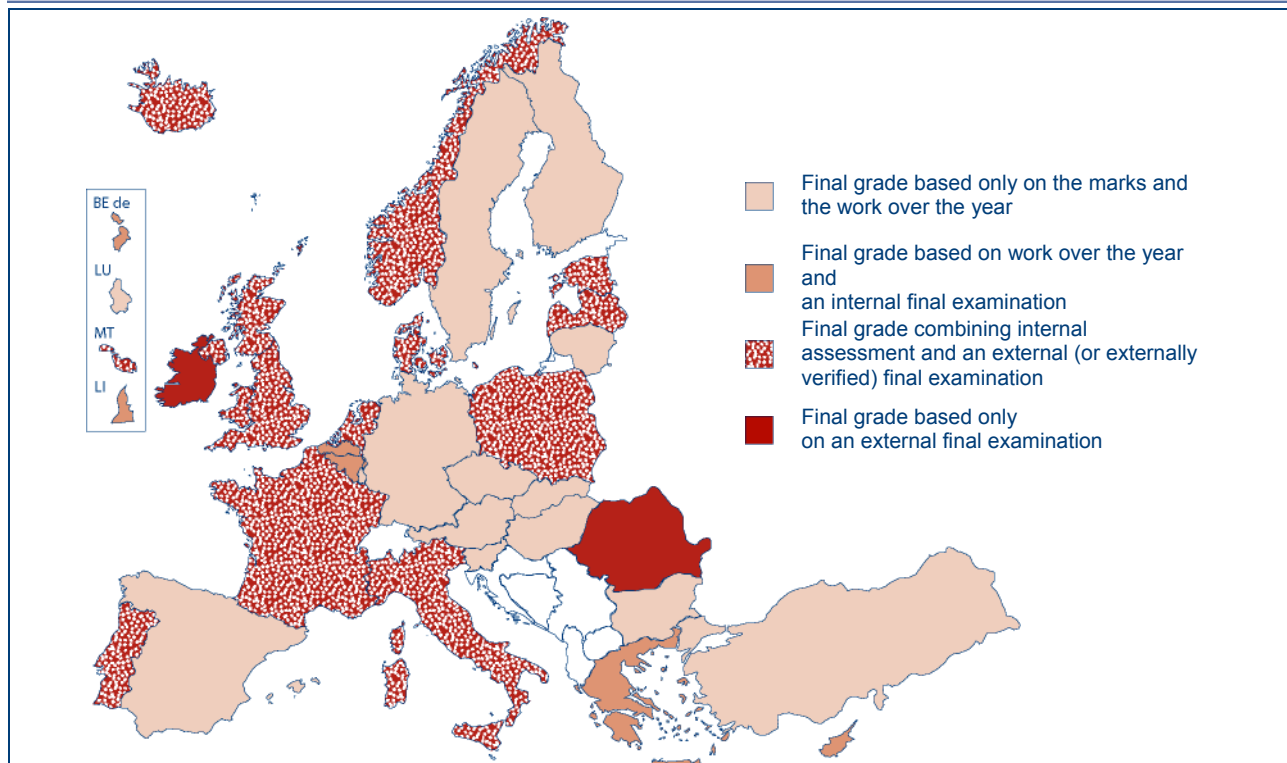 BE de
LU
MT
LI
Final grade based only on the marks and
the work over the year
Final grade based on work over the year
and
an internal final examination
Final grade combining internal
assessment and an external (or externally
verified) final examination
Final grade based only
on an external final examination